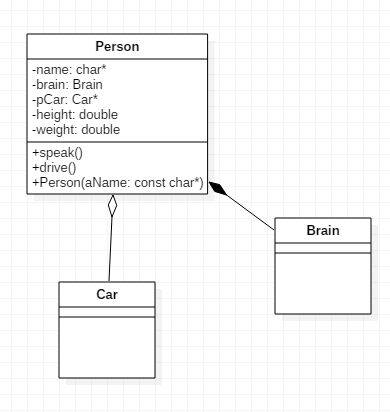 Person
-name: char*
-brain: Brain
-pCar: Car*
-height: double
-weight: double
+speak()
+drive()
+Person(aName: const char*)
Brain
Car